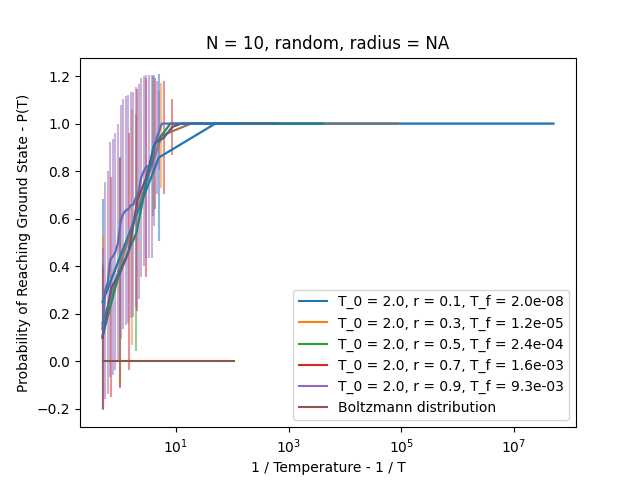 N = 10, random, radius = NA
Probability of Reaching Ground State - P(T)
1.2
1.0
0.8
0.6
0.4
0.2
0.0
−0.2
T_0 = 2.0, r = 0.1, T_f = 2.0e-08
T_0 = 2.0, r = 0.3, T_f = 1.2e-05
T_0 = 2.0, r = 0.5, T_f = 2.4e-04
T_0 = 2.0, r = 0.7, T_f = 1.6e-03
T_0 = 2.0, r = 0.9, T_f = 9.3e-03
Boltzmann distribution
10¹ 10³ 10⁵ 10⁷
1 / Temperature - 1 / T